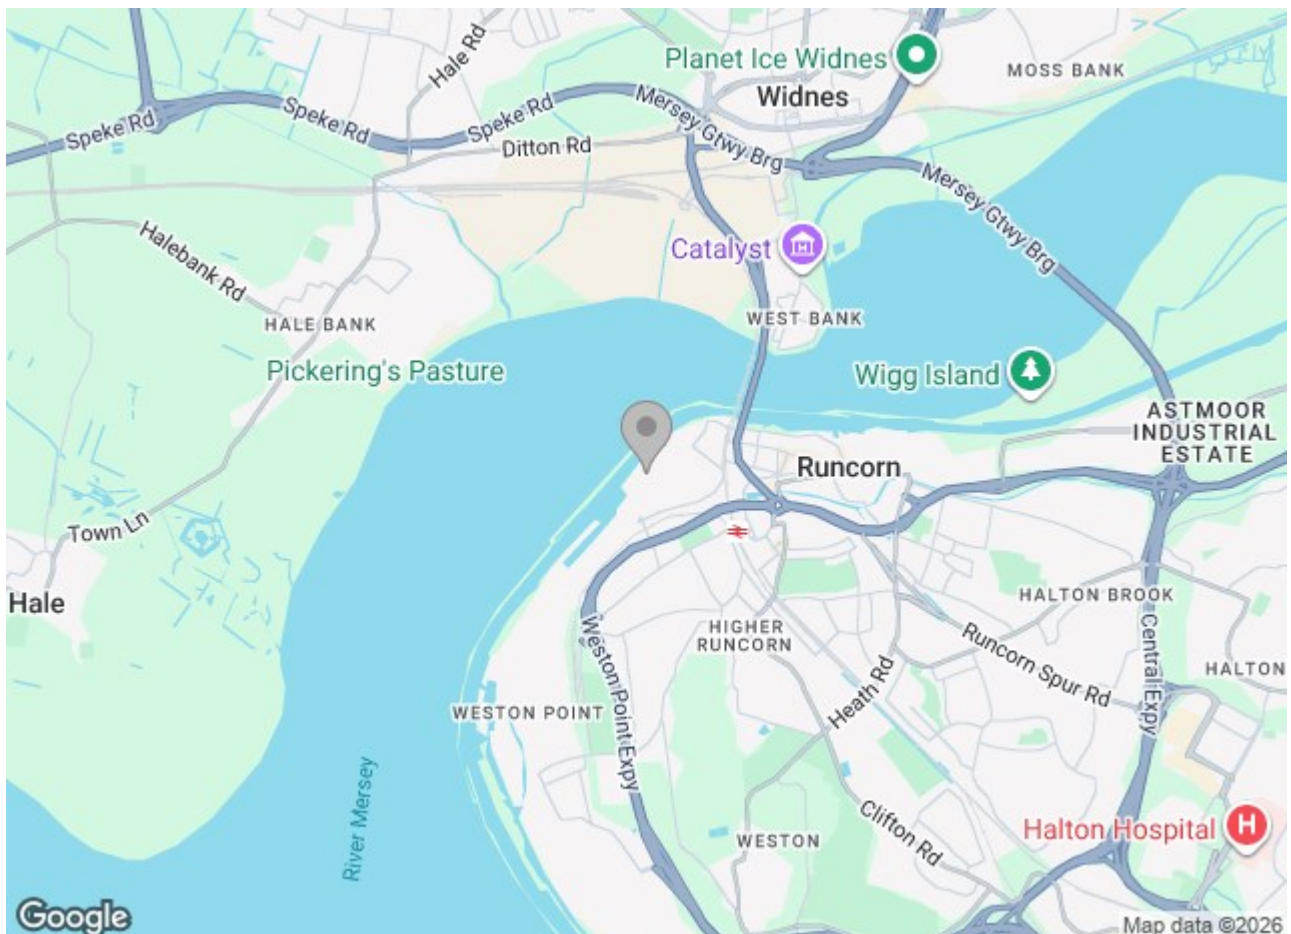 Hale Rd
Planet Ice Widnes
MOSS BANK
Widnes
Speke Rd
Speke Rd
Speke Rd
Mersey Gtwy Brg
Ditton Rd
Mersey Gtwy Brg
Halebank Rd
Catalyst
HALE BANK
WEST BANK
Pickering's Pasture
Wigg Island
ASTMOOR
INDUSTRIAL
ESTATE
Runcorn
Town Ln
Hale
HALTON BROOK
HIGHER
RUNCORN
Weston Point Expy
Runcorn Spur Rd
Central Expy
HALTON
Heath Rd
WESTON POINT
River Mersey
Clifton Rd
WESTON
Halton Hospital
H
Google
Map data ©2026